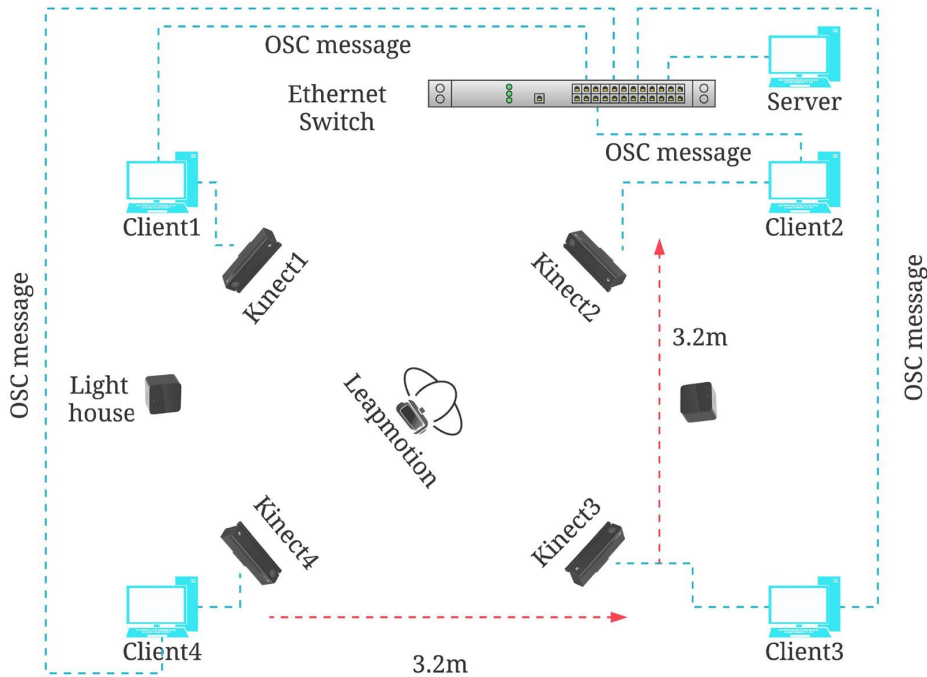 OSC message
Ethernet
Switch
Server
OSC message
Client1
Client2
Kinect1
Kinect2
OSC message
OSC message
3.2m
Light
house
Leapmotion
Kinect4
Kinect3
Client4
3.2m
Client3